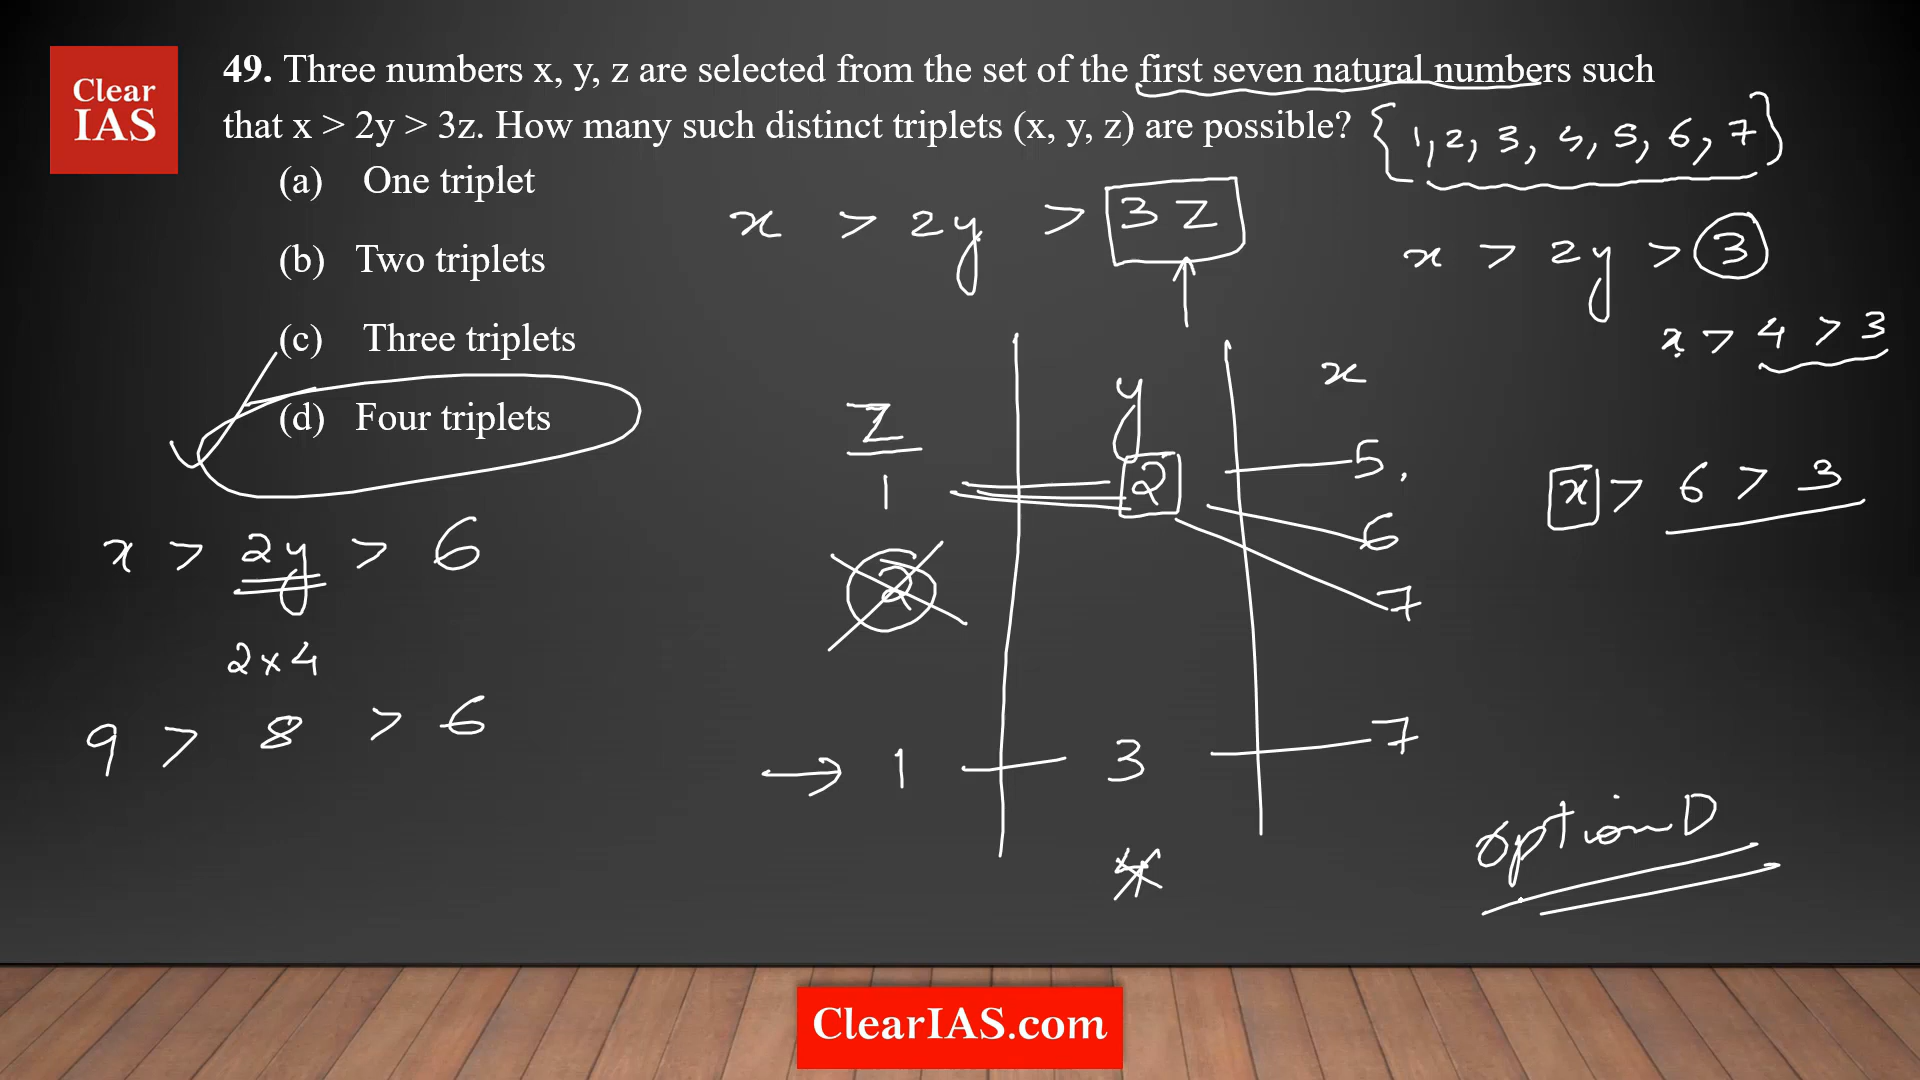 Clear
IAS
49. Three numbers x, y, z are selected from the set of the first seven natural numbers such
that x > 2y > 3z. How many such distinct triplets (x, y, z) are possible?
{1, 2, 3, 4, 5, 6, 7}
(a) One triplet
(b) Two triplets
(c) Three triplets
(d) Four triplets
x > 2y > 3z
x > 2y > 3
x > 4 > 3
z y x
1 2 5,
6
2
7
x > 6 > 3
x > 2y > 6
2x4
9 > 8 > 6
→ 1 3 7
4
option D
ClearIAS.com